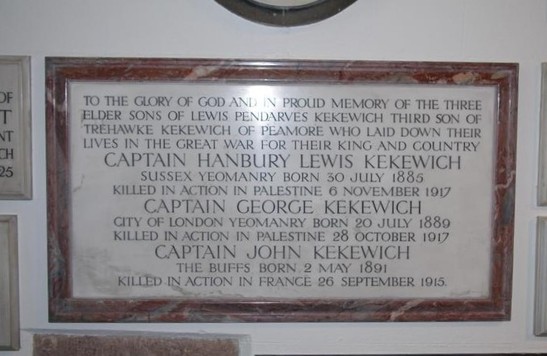 TO THE GLORY OF GOD AND IN PROUD MEMORY OF THE THREE
ELDER SONS OF LEWIS PENDARVES KEKEWICH THIRD SON OF
TREHAWKE KEKEWICH OF PEAMORE WHO LAID DOWN THEIR
LIVES IN THE GREAT WAR FOR THEIR KING AND COUNTRY
CAPTAIN HANBURY LEWIS KEKEWICH
SUSSEX YEOMANRY BORN 30 JULY 1885
KILLED IN ACTION IN PALESTINE 6 NOVEMBER 1917
CAPTAIN GEORGE KEKEWICH
CITY OF LONDON YEOMANRY BORN 20 JULY 1889
KILLED IN ACTION IN PALESTINE 28 OCTOBER 1917
CAPTAIN JOHN KEKEWICH
THE BUFFS BORN 2 MAY 1891
KILLED IN ACTION IN FRANCE 26 SEPTEMBER 1915.